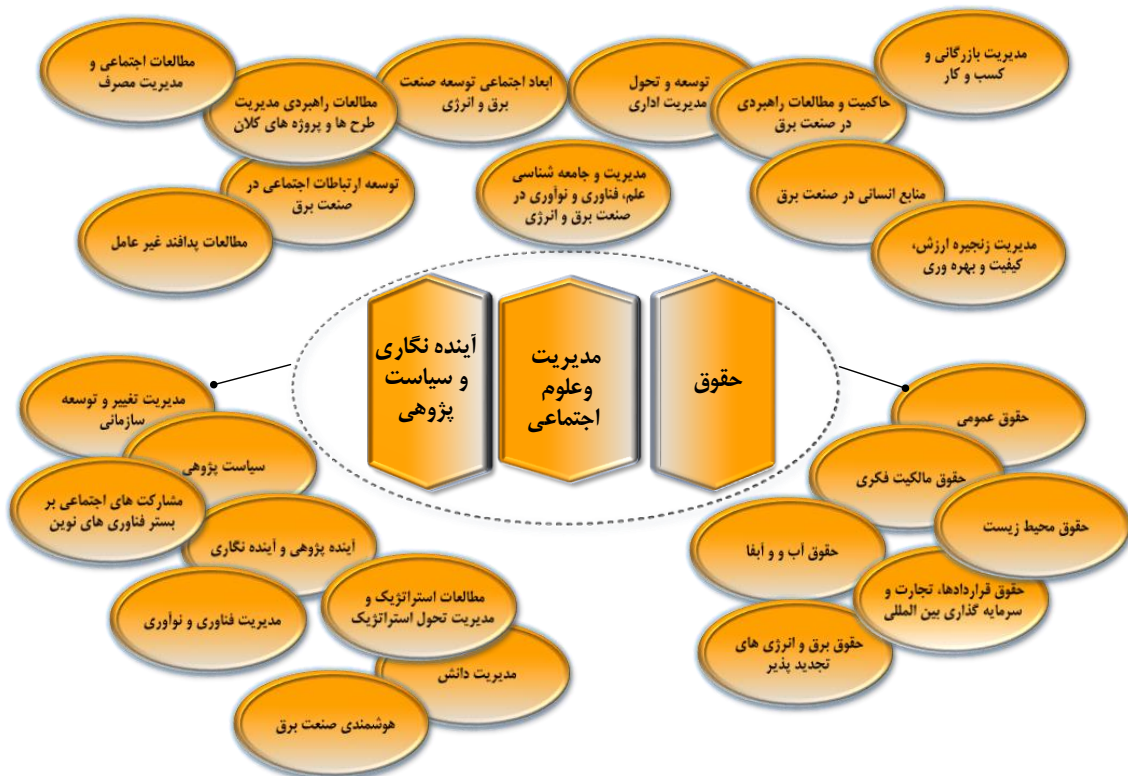 مدیریت بازرگانی و
کسب و کار
توسعه و تحول
مدیریت اداری
ابعاد اجتماعی توسعه صنعت
برق و انرژی
مطالعات اجتماعی و
مدیریت مصرف
حاکمیت و مطالعات راهبردی
در صنعت برق
مطالعات راهبردی مدیریت
طرح ها و پروژه های کلان
منابع انسانی در صنعت برق
مدیریت و جامعه شناسی
علم، فناوری و نوآوری در
صنعت برق و انرژی
توسعه ارتباطات اجتماعی در
صنعت برق
مدیریت زنجیره ارزش،
کیفیت و بهره وری
مطالعات پدافند غیر عامل
حقوق
مدیریت
وعلوم
اجتماعی
آینده نگاری
و سیاست
پژوهی
حقوق عمومی
حقوق مالکیت فکری
حقوق محیط زیست
حقوق آب و و آبفا
حقوق قراردادها، تجارت و
سرمایه گذاری بین المللی
حقوق برق و انرژی های
تجدید پذیر
مدیریت تغییر و توسعه
سازمانی
سیاست پژوهی
مشارکت های اجتماعی بر
بستر فناوری های نوین
آینده پژوهی و آینده نگاری
مطالعات استراتژیک و
مدیریت تحول استراتژیک
مدیریت فناوری و نوآوری
مدیریت دانش
هوشمندی صنعت برق